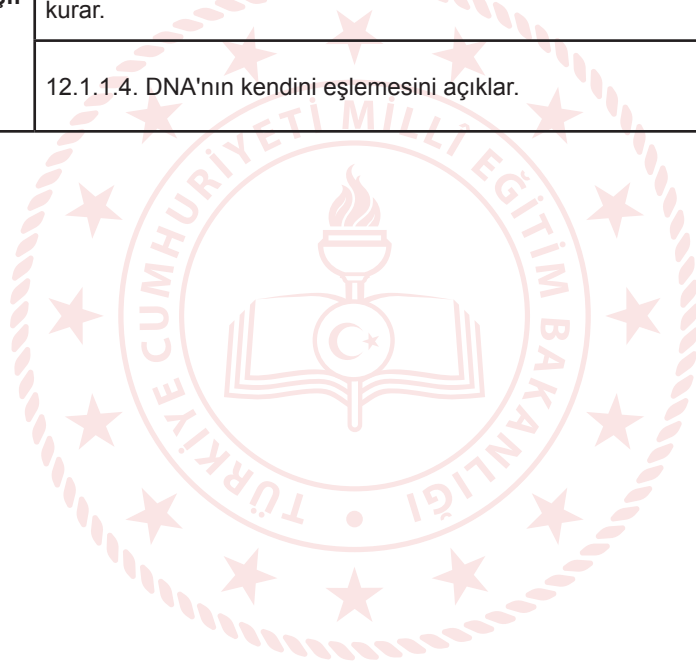 kurar.
12.1.1.4. DNA'nın kendini eşlemesini açıklar.
TÜRKİYE CUMHURİYETİ MİLLÎ EĞİTİM BAKANLIĞI